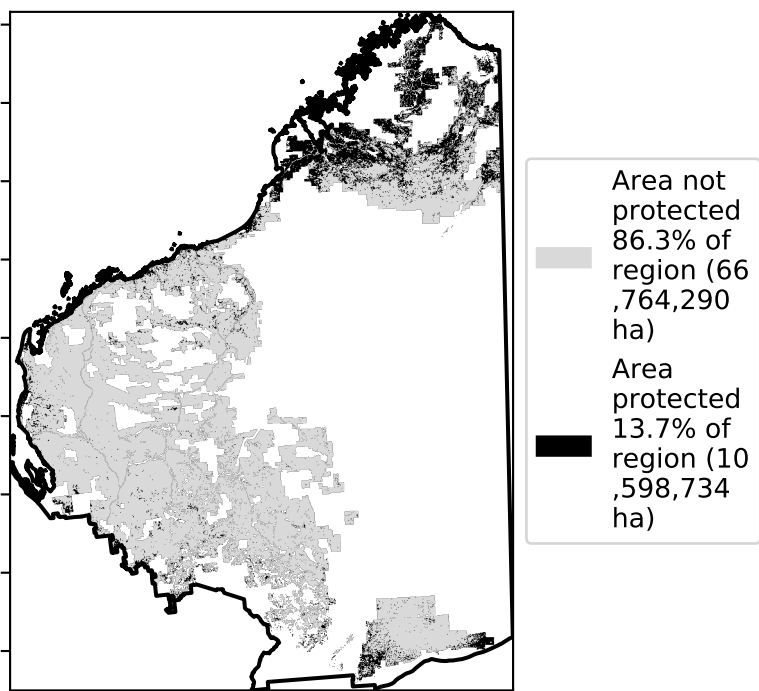 Area not
protected
86.3% of
region (66
,764,290
ha)
Area
protected
13.7% of
region (10
,598,734
ha)